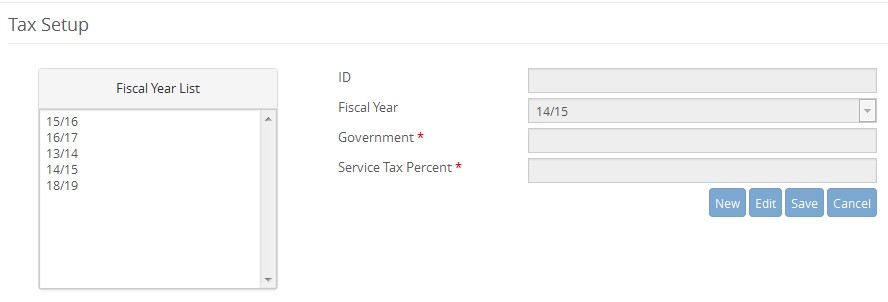 Tax Setup
Fiscal Year List
15/16
16/17
13/14
14/15
18/19
ID
Fiscal Year
14/15
Government *
Service Tax Percent *
New Edit Save Cancel